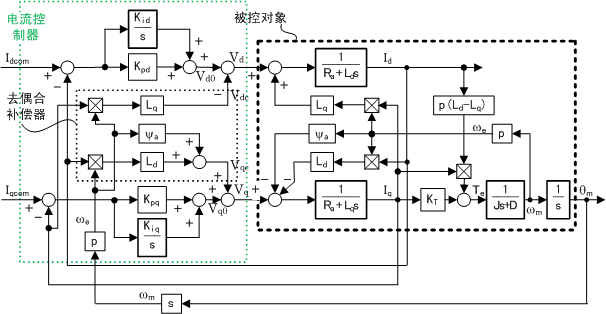 电流控
制器
被控对象
K_id
s
I_dcom
+
−
K_pd
+
+
V_d0
V_d
+
−
1
R_a + L_d s
I_d
L_q
V_dc
L_q
p(L_d-L_q)
去偶合
补偿器
ψ_a
+
+
ψ_a
ω_e
p
L_d
L_d
V_qc
−
−
I_qcom
+
−
K_pq
+
+
V_q0
+
+
V_q
+
1
R_a + L_q s
I_q
K_T
+
+
T_e
1
Js+D
ω_m
1
s
θ_m
ω_e
K_iq
s
p
ω_m
s